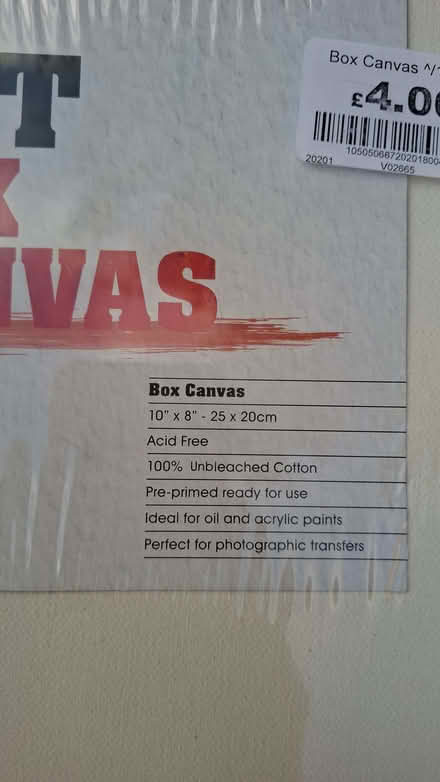 Box Canvas
£4.0
20201
V02665
T
X
NVAS
Box Canvas
10" x 8" - 25 x 20cm
Acid Free
100% Unbleached Cotton
Pre-primed ready for use
Ideal for oil and acrylic paints
Perfect for photographic transfers